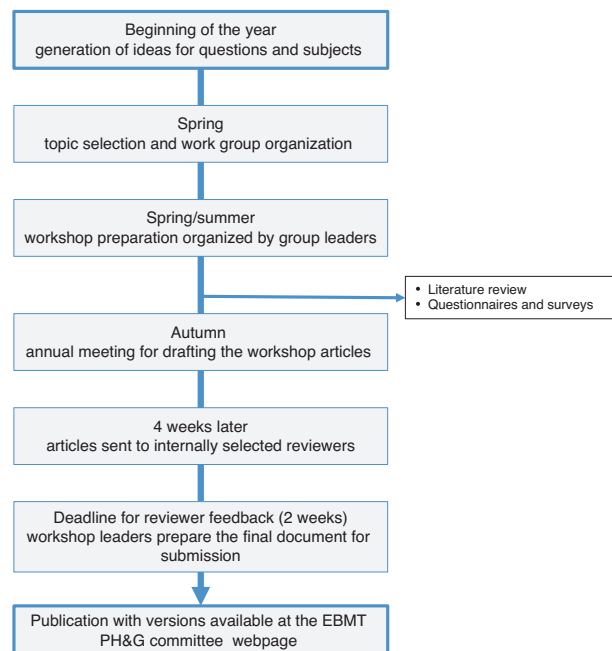 Beginning of the year
generation of ideas for questions and subjects
Spring
topic selection and work group organization
Spring/summer
workshop preparation organized by group leaders
• Literature review
• Questionnaires and surveys
Autumn
annual meeting for drafting the workshop articles
4 weeks later
articles sent to internally selected reviewers
Deadline for reviewer feedback (2 weeks)
workshop leaders prepare the final document for
submission
Publication with versions available at the EBMT
PH&G committee webpage